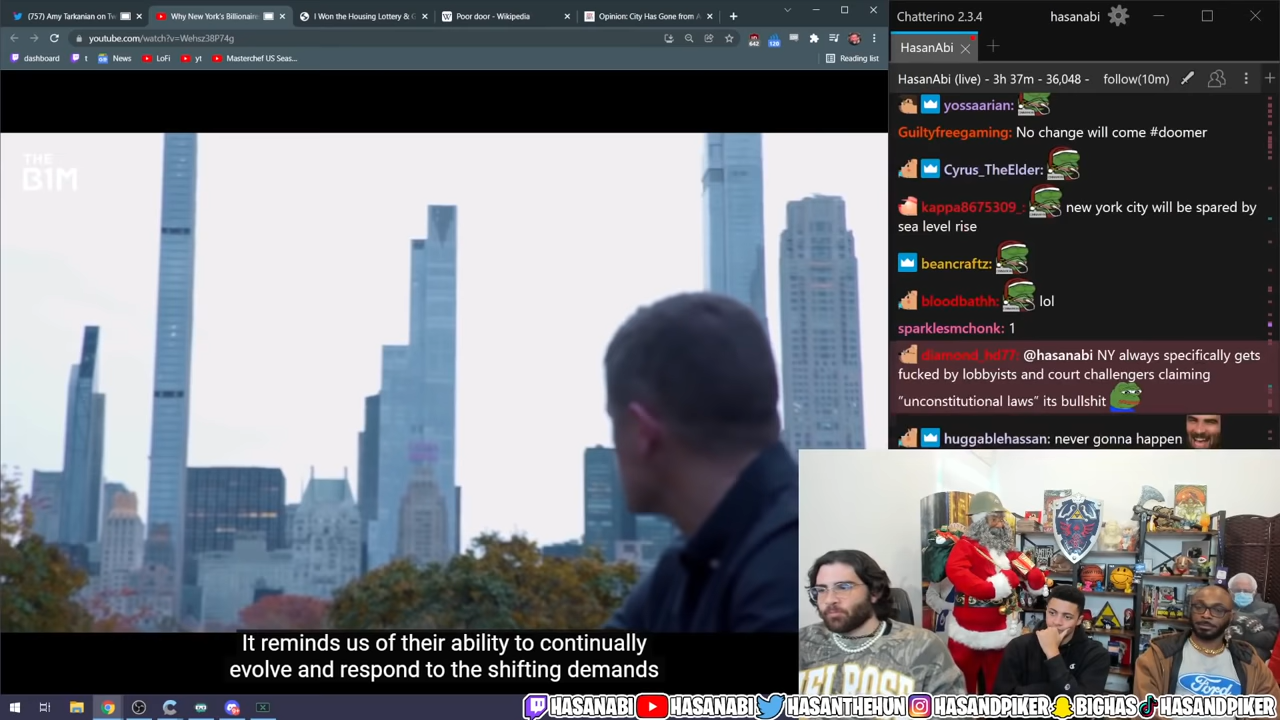 (757) Amy Tarkanian on Tw
Why New York's Billionaire
I Won the Housing Lottery & G
Poor door - Wikipedia
Opinion: City Has Gone from A
youtube.com/watch?v=Wehsz38P74g
dashboard
t
News
LoFi
yt
Masterchef US Seas...
Reading list
THE
B1M
It reminds us of their ability to continually
evolve and respond to the shifting demands
Chatterino 2.3.4
hasanabi
HasanAbi
HasanAbi (live) - 3h 37m - 36,048 -
follow(10m)
yossaarian:
Guiltyfreegaming: No change will come #doomer
Cyrus_TheElder:
kappa8675309_: new york city will be spared by
sea level rise
beancraftz:
bloodbathh: lol
sparklesmchonk: 1
diamond_hd77: @hasanabi NY always specifically gets
fucked by lobbyists and court challengers claiming
“unconstitutional laws” its bullshit
huggablehassan: never gonna happen
Ford
HASANABI
HASANABI
HASANTHEHUN
HASANDPIKER
BIGHAS
HASANDPIKER